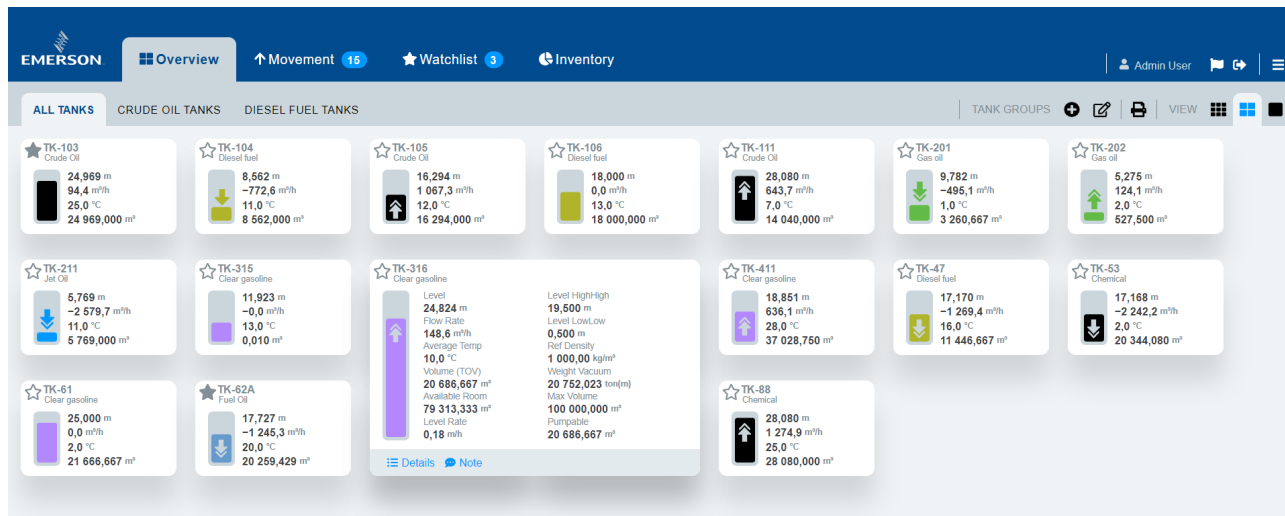 EMERSON
Overview
Movement 15
Watchlist 3
Inventory
Admin User
ALL TANKS
CRUDE OIL TANKS
DIESEL FUEL TANKS
TANK GROUPS
VIEW
TK-103
Crude Oil
24,969 m
94,4 m³/h
25,0 °C
24 969,000 m³
TK-104
Diesel fuel
8,562 m
−772,6 m³/h
11,0 °C
8 562,000 m³
TK-105
Crude Oil
16,294 m
1 067,3 m³/h
12,0 °C
16 294,000 m³
TK-106
Diesel fuel
18,000 m
0,0 m³/h
13,0 °C
18 000,000 m³
TK-111
Crude Oil
28,080 m
643,7 m³/h
7,0 °C
14 040,000 m³
TK-201
Gas oil
9,782 m
−495,1 m³/h
1,0 °C
3 260,667 m³
TK-202
Gas oil
5,275 m
124,1 m³/h
2,0 °C
527,500 m³
TK-211
Jet Oil
5,769 m
−2 579,7 m³/h
11,0 °C
5 769,000 m³
TK-315
Clear gasoline
11,923 m
−0,0 m³/h
13,0 °C
0,010 m³
TK-316
Clear gasoline
Level
24,824 m
Flow Rate
148,6 m³/h
Average Temp
10,0 °C
Volume (TOV)
20 686,667 m³
Available Room
79 313,333 m³
Level Rate
0,18 m/h
Level HighHigh
19,500 m
Level LowLow
0,500 m
Ref Density
1 000,00 kg/m³
Weight Vacuum
20 752,023 ton(m)
Max Volume
100 000,000 m³
Pumpable
20 686,667 m³
Details
Note
TK-411
Clear gasoline
18,851 m
636,1 m³/h
28,0 °C
37 028,750 m³
TK-47
Diesel fuel
17,170 m
−1 269,4 m³/h
16,0 °C
11 446,667 m³
TK-53
Chemical
17,168 m
−2 242,2 m³/h
2,0 °C
20 344,080 m³
TK-61
Clear gasoline
25,000 m
0,0 m³/h
2,0 °C
21 666,667 m³
TK-62A
Fuel Oil
17,727 m
−1 245,3 m³/h
20,0 °C
20 259,429 m³
TK-88
Chemical
28,080 m
1 274,9 m³/h
25,0 °C
28 080,000 m³